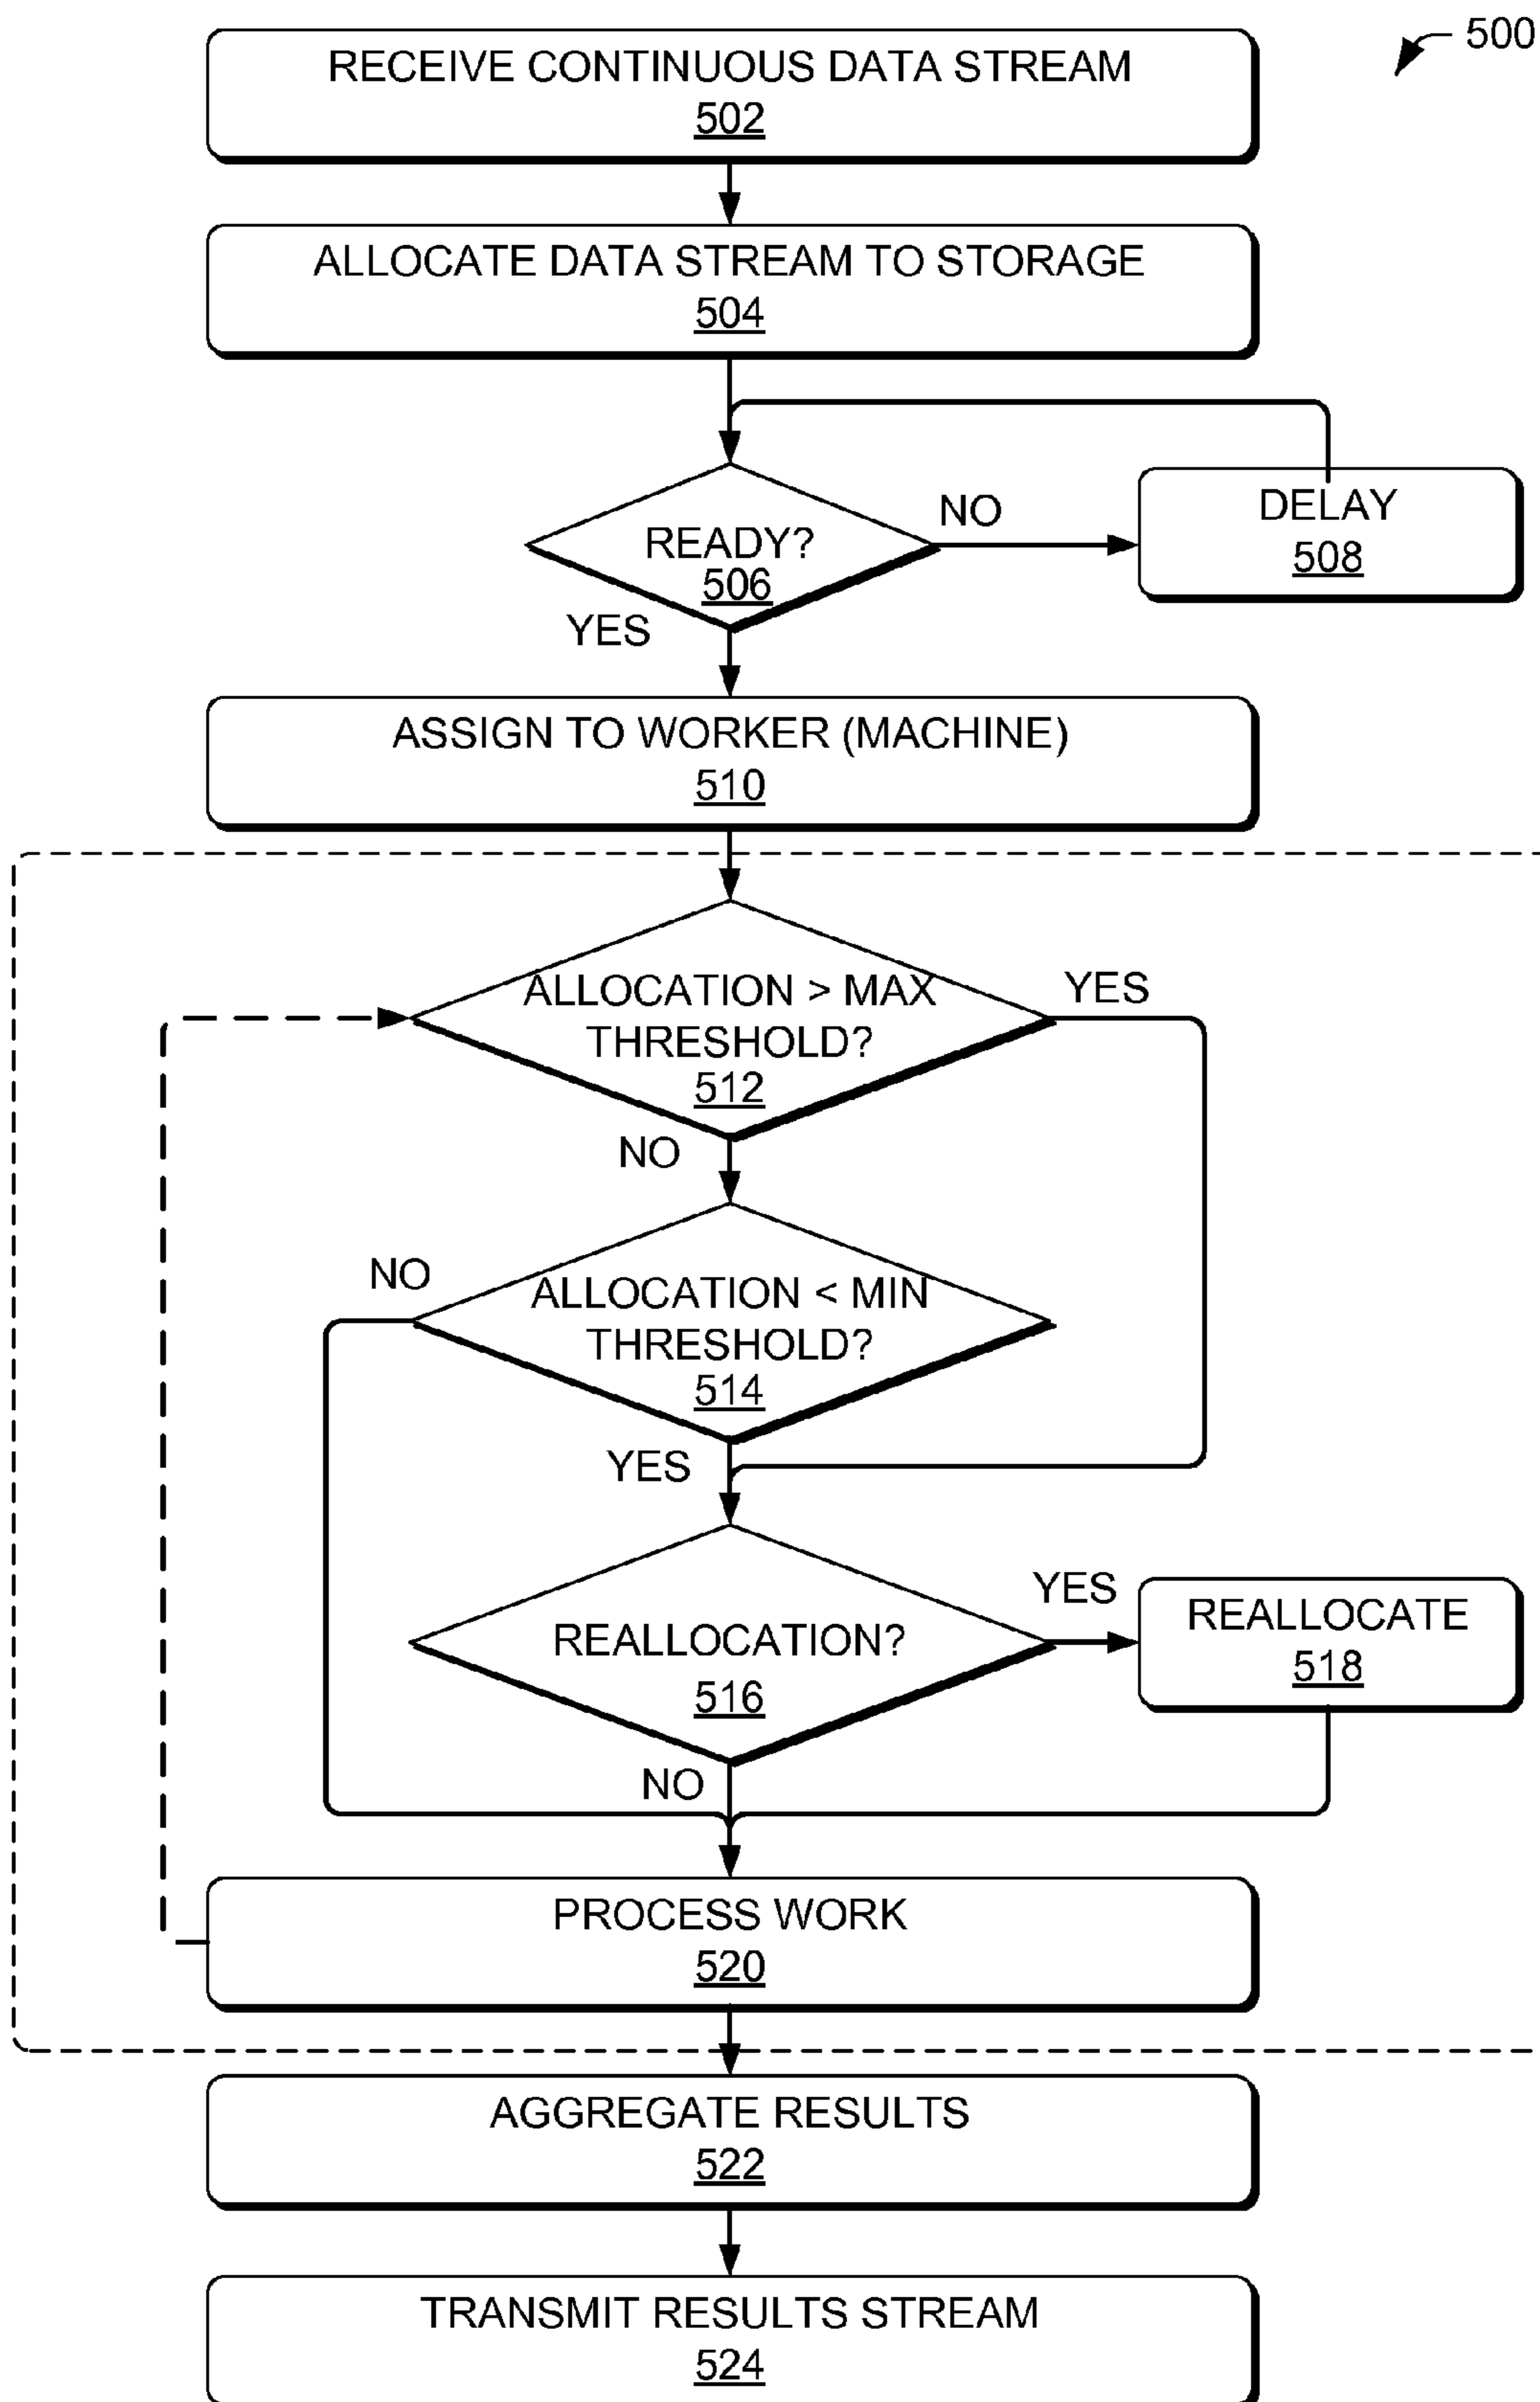 500
RECEIVE CONTINUOUS DATA STREAM
502
ALLOCATE DATA STREAM TO STORAGE
504
READY?
506
NO
DELAY
508
YES
ASSIGN TO WORKER (MACHINE)
510
ALLOCATION > MAX
THRESHOLD?
512
YES
NO
ALLOCATION < MIN
THRESHOLD?
514
NO
YES
REALLOCATION?
516
YES
REALLOCATE
518
NO
PROCESS WORK
520
AGGREGATE RESULTS
522
TRANSMIT RESULTS STREAM
524